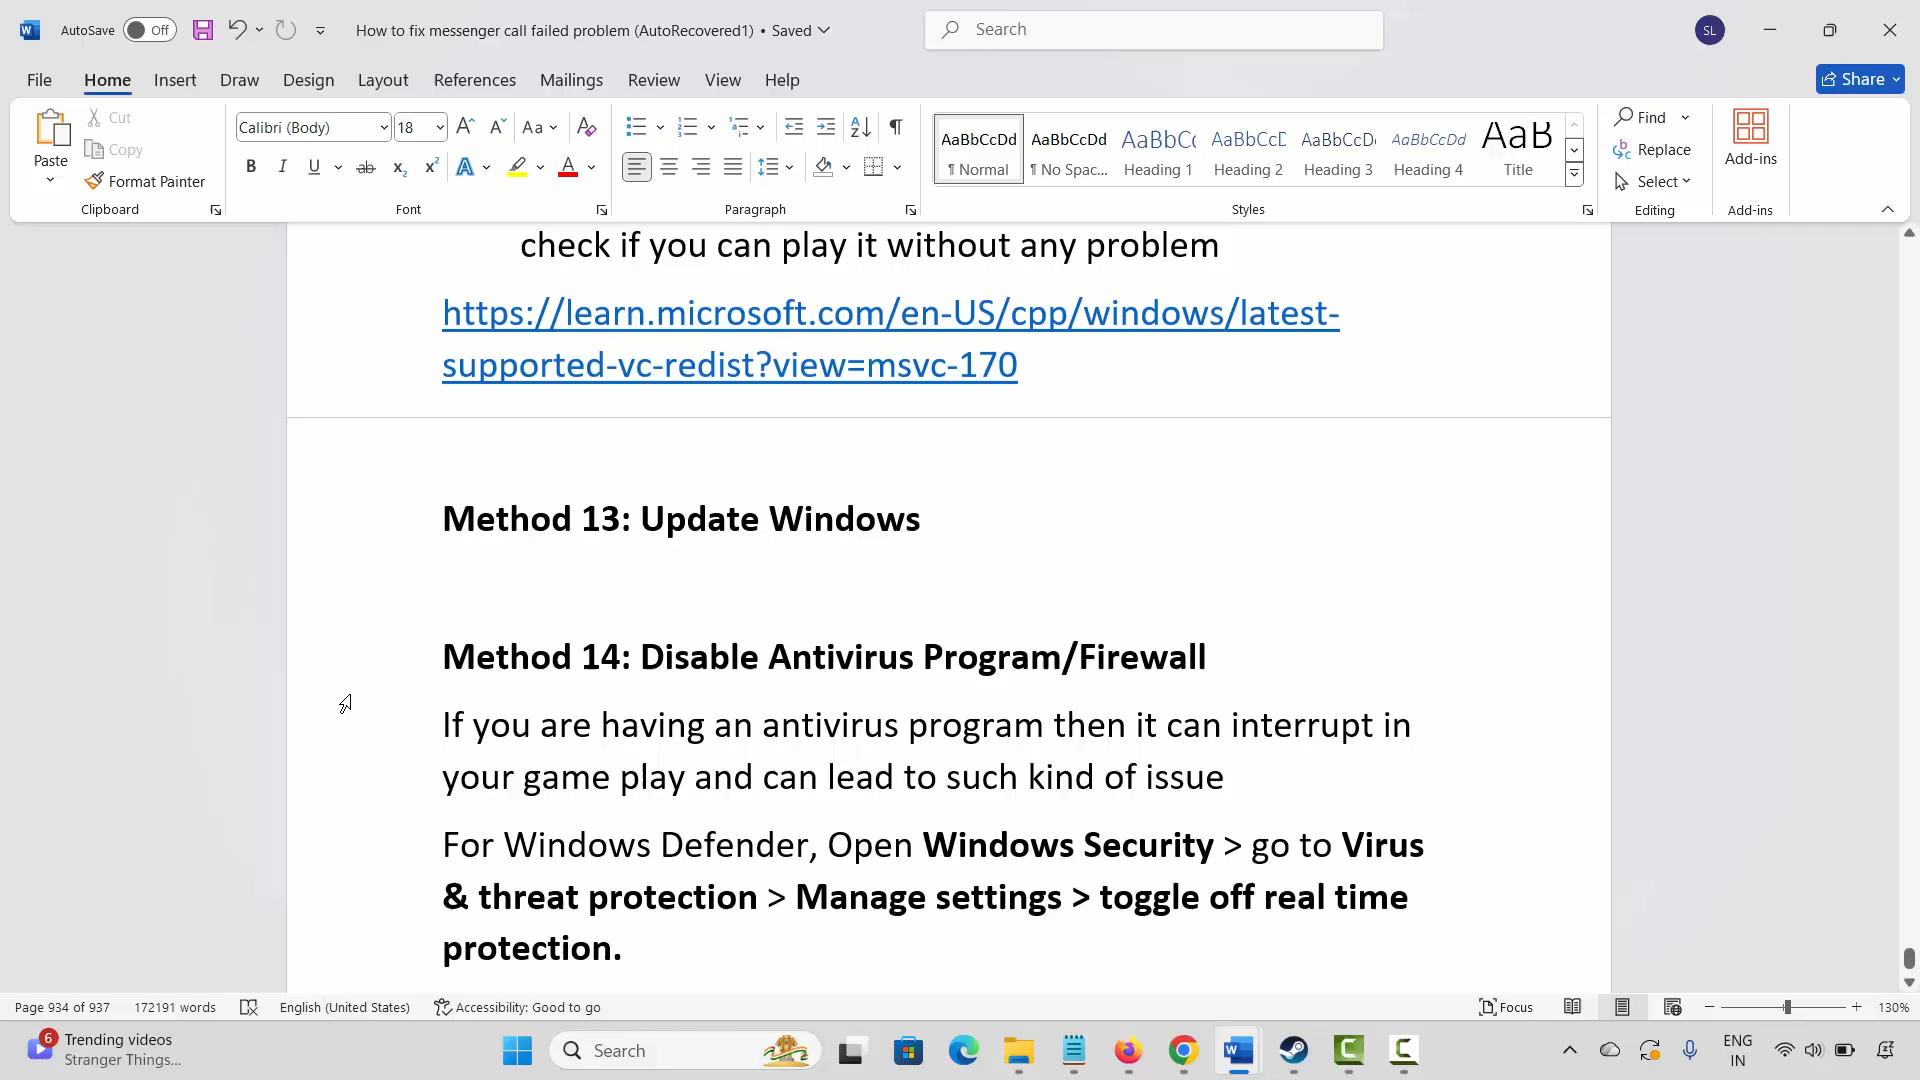 AutoSave Off How to fix messenger call failed problem (AutoRecovered1) • Saved Search SL
File Home Insert Draw Design Layout References Mailings Review View Help Share
Paste Cut Copy Format Painter Clipboard
Calibri (Body) 18 Aa
B I U ab x₂ x² A A
Font
Paragraph
AaBbCcDd AaBbCcDd AaBbCc AaBbCcD AaBbCcDd AaBbCcDd AaB
¶ Normal ¶ No Spac... Heading 1 Heading 2 Heading 3 Heading 4 Title
Styles
Find
Replace
Select
Editing
Add-ins
Add-ins
check if you can play it without any problem
https://learn.microsoft.com/en-US/cpp/windows/latest-
supported-vc-redist?view=msvc-170
Method 13: Update Windows
Method 14: Disable Antivirus Program/Firewall
If you are having an antivirus program then it can interrupt in
your game play and can lead to such kind of issue
For Windows Defender, Open Windows Security > go to Virus
& threat protection > Manage settings > toggle off real time
protection.
Page 934 of 937 172191 words English (United States) Accessibility: Good to go Focus 130%
6 Trending videos
Stranger Things...
Search
ENG
IN